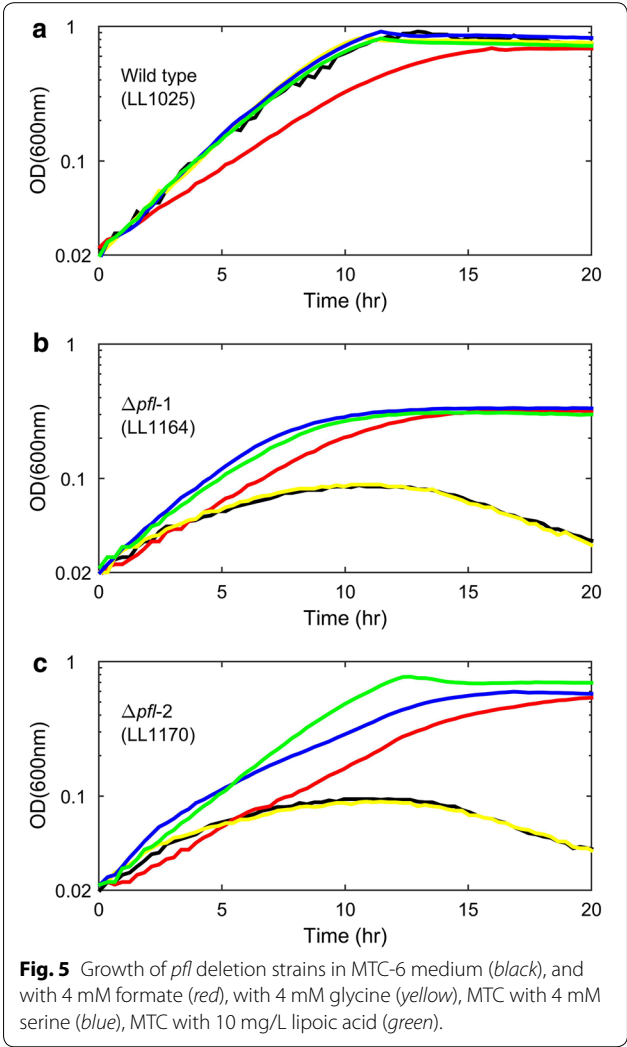 a
1
Wild type
(LL1025)
OD(600nm)
0.1
0.02
0 5 10 15 20
Time (hr)
b
1
Δpfl-1
(LL1164)
OD(600nm)
0.1
0.02
0 5 10 15 20
Time (hr)
c
1
Δpfl-2
(LL1170)
OD(600nm)
0.1
0.02
0 5 10 15 20
Time (hr)
Fig. 5 Growth of pfl deletion strains in MTC-6 medium (black), and
with 4 mM formate (red), with 4 mM glycine (yellow), MTC with 4 mM
serine (blue), MTC with 10 mg/L lipoic acid (green).